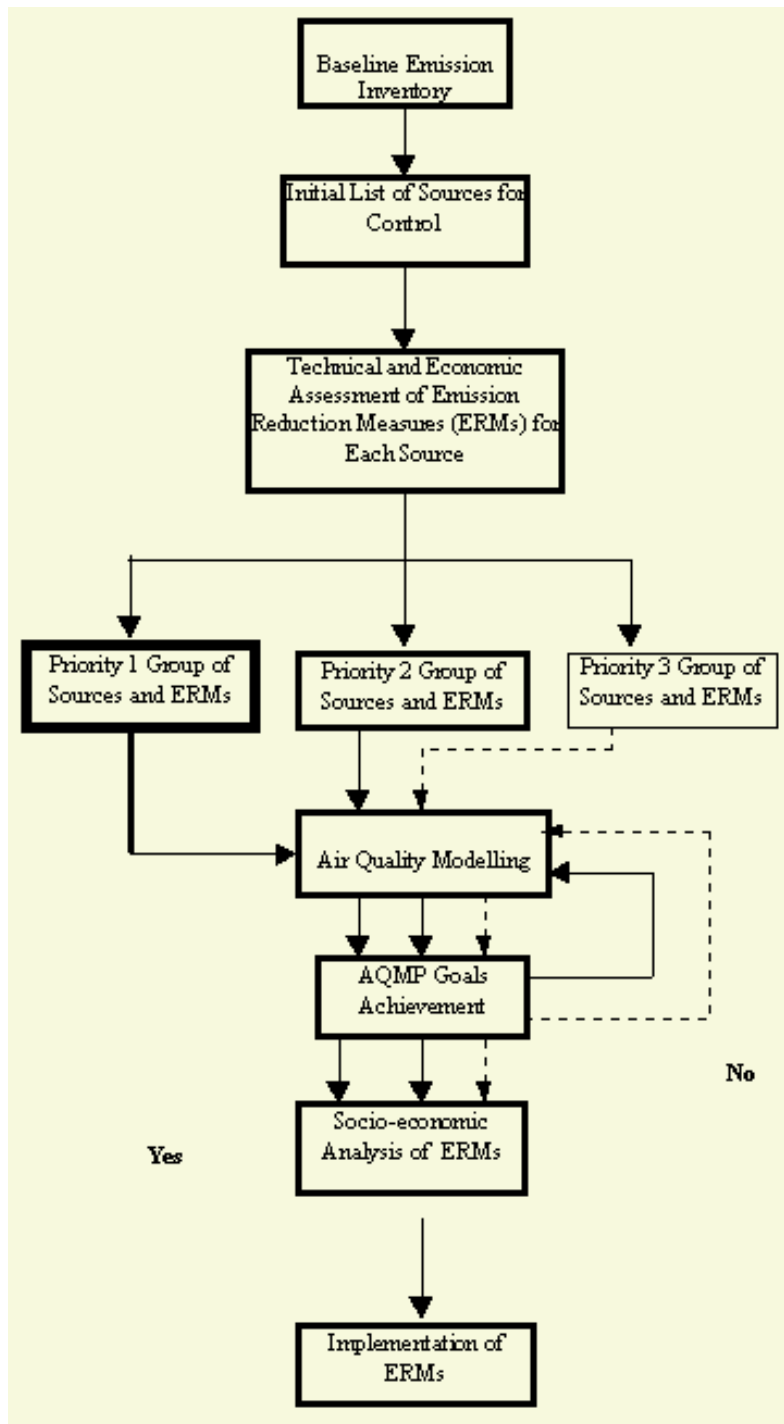 Baseline Emission
Inventory
Initial List of Sources for
Control
Technical and Economic
Assessment of Emission
Reduction Measures (ERMs) for
Each Source
Priority 1 Group of
Sources and ERMs
Priority 2 Group of
Sources and ERMs
Priority 3 Group of
Sources and ERMs
Air Quality Modelling
AQMP Goals
Achievement
No
Socio-economic
Analysis of ERMs
Yes
Implementation of
ERMs